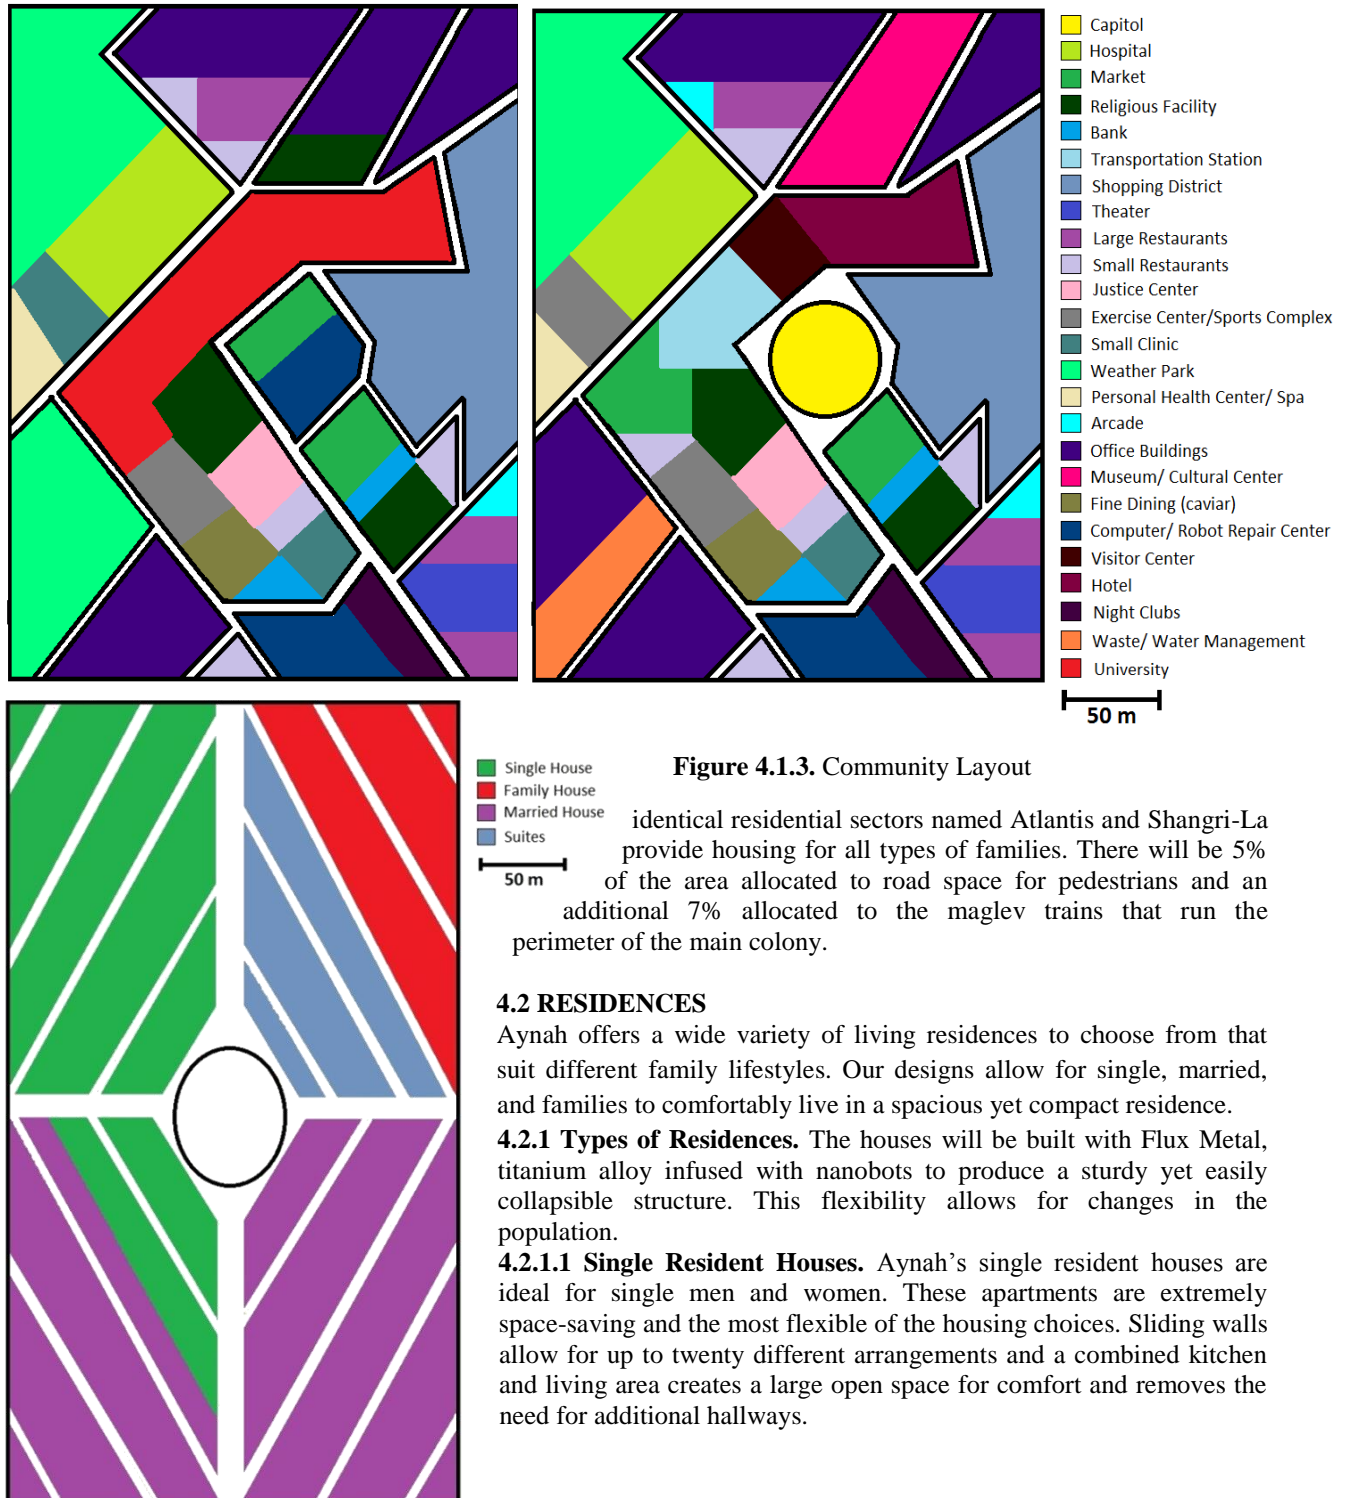 Capitol
Hospital
Market
Religious Facility
Bank
Transportation Station
Shopping District
Theater
Large Restaurants
Small Restaurants
Justice Center
Exercise Center/Sports Complex
Small Clinic
Weather Park
Personal Health Center/ Spa
Arcade
Office Buildings
Museum/ Cultural Center
Fine Dining (caviar)
Computer/ Robot Repair Center
Visitor Center
Hotel
Night Clubs
Waste/ Water Management
University
50 m
Single House
Family House
Married House
Suites
50 m
Figure 4.1.3. Community Layout
identical residential sectors named Atlantis and Shangri-La
provide housing for all types of families. There will be 5%
of the area allocated to road space for pedestrians and an
additional 7% allocated to the maglev trains that run the
perimeter of the main colony.
4.2 RESIDENCES
Aynah offers a wide variety of living residences to choose from that
suit different family lifestyles. Our designs allow for single, married,
and families to comfortably live in a spacious yet compact residence.
4.2.1 Types of Residences. The houses will be built with Flux Metal,
titanium alloy infused with nanobots to produce a sturdy yet easily
collapsible structure. This flexibility allows for changes in the
population.
4.2.1.1 Single Resident Houses. Aynah's single resident houses are
ideal for single men and women. These apartments are extremely
space-saving and the most flexible of the housing choices. Sliding walls
allow for up to twenty different arrangements and a combined kitchen
and living area creates a large open space for comfort and removes the
need for additional hallways.